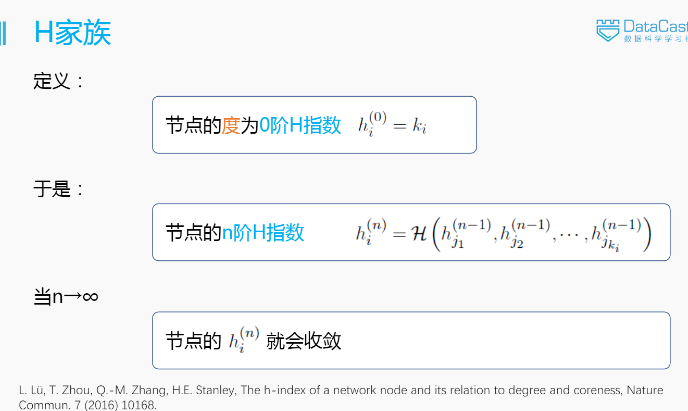 H家族
DataCast
数据科学学习
定义：
节点的度为0阶H指数 $h_i^{(0)} = k_i$
于是：
节点的n阶H指数 $h_i^{(n)} = \mathcal{H}\left(h_{j_1}^{(n-1)}, h_{j_2}^{(n-1)}, \cdots, h_{j_{k_i}}^{(n-1)}\right)$
当n→∞
节点的 $h_i^{(n)}$ 就会收敛
L. Lü, T. Zhou, Q.-M. Zhang, H.E. Stanley, The h-index of a network node and its relation to degree and coreness, Nature
Commun. 7 (2016) 10168.